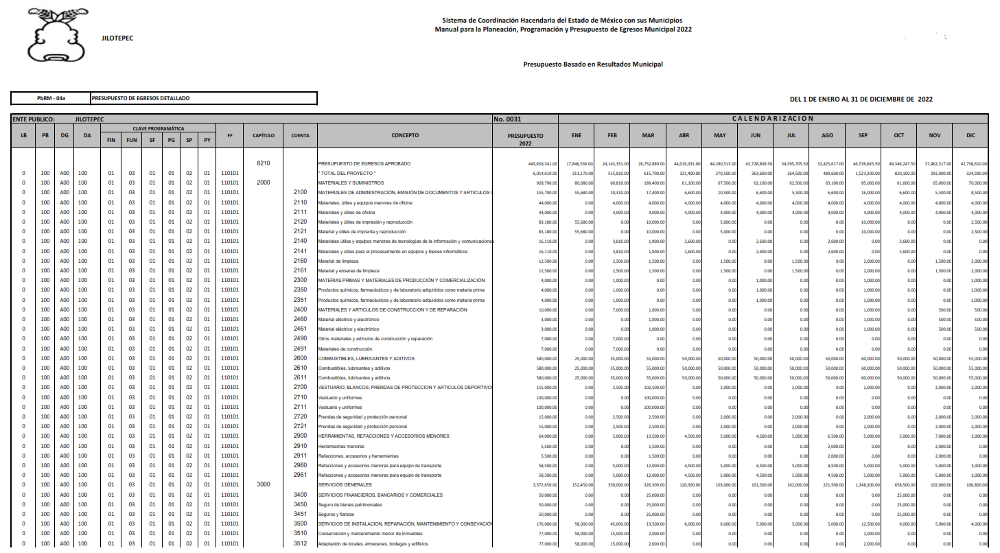 Sistema de Coordinación Hacendaria del Estado de México con sus Municipios
Manual para la Planeación, Programación y Presupuesto de Egresos Municipal 2022
JILOTEPEC
Presupuesto Basado en Resultados Municipal
PbRM - 04a PRESUPUESTO DE EGRESOS DETALLADO DEL 1 DE ENERO AL 31 DE DICIEMBRE DE 2022
ENTE PUBLICO: JILOTEPEC No. 0031 CALENDARIZACION
LB PB DG DA CLAVE PROGRAMÁTICA FF CAPÍTULO CUENTA CONCEPTO PRESUPUESTO 2022 ENE FEB MAR ABR MAY JUN JUL AGO SEP OCT NOV DIC
FIN FUN SF PG SP PY
8210 PRESUPUESTO DE EGRESOS APROBADO 443,938,341.00 17,846,536.00 24,143,351.00 26,752,889.00 44,019,031.00 44,280,513.00 43,728,838.50 34,595,705.50 32,425,617.00 46,578,685.50 49,346,247.50 37,462,317.00 42,758,610.00
0 100 A00 100 01 03 01 01 02 01 110101 * TOTAL DEL PROYECTO * 6,014,610.00 313,170.00 515,810.00 615,700.00 321,400.00 270,500.00 263,600.00 264,500.00 489,600.00 1,523,300.00 820,100.00 292,000.00 324,930.00
0 100 A00 100 01 03 01 01 02 01 110101 2000 MATERIALES Y SUMINISTROS 928,790.00 80,680.00 60,810.00 189,400.00 61,100.00 67,500.00 62,100.00 62,500.00 63,100.00 85,000.00 61,600.00 65,000.00 70,000.00
0 100 A00 100 01 03 01 01 02 01 110101 2100 MATERIALES DE ADMINISTRACIÓN, EMISIÓN DE DOCUMENTOS Y ARTICULOS 155,790.00 55,680.00 10,310.00 17,400.00 6,600.00 10,500.00 6,600.00 5,500.00 6,600.00 16,000.00 6,600.00 5,500.00 8,500.00
0 100 A00 100 01 03 01 01 02 01 110101 2110 Materiales, útiles y equipos menores de oficina 44,000.00 0.00 4,000.00 4,000.00 4,000.00 4,000.00 4,000.00 4,000.00 4,000.00 4,000.00 4,000.00 4,000.00 4,000.00
0 100 A00 100 01 03 01 01 02 01 110101 2111 Materiales y útiles de oficina 44,000.00 0.00 4,000.00 4,000.00 4,000.00 4,000.00 4,000.00 4,000.00 4,000.00 4,000.00 4,000.00 4,000.00 4,000.00
0 100 A00 100 01 03 01 01 02 01 110101 2120 Materiales y útiles de impresión y reproducción 83,180.00 55,680.00 0.00 10,000.00 0.00 5,000.00 0.00 0.00 0.00 10,000.00 0.00 0.00 2,500.00
0 100 A00 100 01 03 01 01 02 01 110101 2121 Material y útiles de imprenta y reproducción 83,180.00 55,680.00 0.00 10,000.00 0.00 5,000.00 0.00 0.00 0.00 10,000.00 0.00 0.00 2,500.00
0 100 A00 100 01 03 01 01 02 01 110101 2140 Materiales útiles y equipos menores de tecnologías de la información y comunicaciones 16,110.00 0.00 3,810.00 1,900.00 2,600.00 0.00 2,600.00 0.00 2,600.00 0.00 2,600.00 0.00 0.00
0 100 A00 100 01 03 01 01 02 01 110101 2141 Materiales y útiles para el procesamiento en equipos y bienes informáticos 16,110.00 0.00 3,810.00 1,900.00 2,600.00 0.00 2,600.00 0.00 2,600.00 0.00 2,600.00 0.00 0.00
0 100 A00 100 01 03 01 01 02 01 110101 2160 Material de limpieza 12,500.00 0.00 2,500.00 1,500.00 0.00 1,500.00 0.00 1,500.00 0.00 2,000.00 0.00 1,500.00 2,000.00
0 100 A00 100 01 03 01 01 02 01 110101 2161 Material y enseres de limpieza 12,500.00 0.00 2,500.00 1,500.00 0.00 1,500.00 0.00 1,500.00 0.00 2,000.00 0.00 1,500.00 2,000.00
0 100 A00 100 01 03 01 01 02 01 110101 2300 MATERIAS PRIMAS Y MATERIALES DE PRODUCCIÓN Y COMERCIALIZACIÓN 4,000.00 0.00 1,000.00 0.00 0.00 0.00 1,000.00 0.00 0.00 1,000.00 0.00 0.00 1,000.00
0 100 A00 100 01 03 01 01 02 01 110101 2350 Productos químicos, farmacéuticos y de laboratorio adquiridos como materia prima 4,000.00 0.00 1,000.00 0.00 0.00 0.00 1,000.00 0.00 0.00 1,000.00 0.00 0.00 1,000.00
0 100 A00 100 01 03 01 01 02 01 110101 2351 Productos químicos, farmacéuticos y de laboratorio adquiridos como materia prima 4,000.00 0.00 1,000.00 0.00 0.00 0.00 1,000.00 0.00 0.00 1,000.00 0.00 0.00 1,000.00
0 100 A00 100 01 03 01 01 02 01 110101 2400 MATERIALES Y ARTICULOS DE CONSTRUCCION Y DE REPARACIÓN 10,000.00 0.00 7,000.00 1,000.00 0.00 0.00 0.00 0.00 0.00 1,000.00 0.00 500.00 500.00
0 100 A00 100 01 03 01 01 02 01 110101 2460 Material eléctrico y electrónico 3,000.00 0.00 0.00 1,000.00 0.00 0.00 0.00 0.00 0.00 1,000.00 0.00 500.00 500.00
0 100 A00 100 01 03 01 01 02 01 110101 2461 Material eléctrico y electrónico 3,000.00 0.00 0.00 1,000.00 0.00 0.00 0.00 0.00 0.00 1,000.00 0.00 500.00 500.00
0 100 A00 100 01 03 01 01 02 01 110101 2490 Otros materiales y artículos de construcción y reparación 7,000.00 0.00 7,000.00 0.00 0.00 0.00 0.00 0.00 0.00 0.00 0.00 0.00 0.00
0 100 A00 100 01 03 01 01 02 01 110101 2491 Materiales de construcción 7,000.00 0.00 7,000.00 0.00 0.00 0.00 0.00 0.00 0.00 0.00 0.00 0.00 0.00
0 100 A00 100 01 03 01 01 02 01 110101 2600 COMBUSTIBLES, LUBRICANTES Y ADITIVOS 580,000.00 25,000.00 35,000.00 55,000.00 50,000.00 50,000.00 50,000.00 50,000.00 50,000.00 60,000.00 50,000.00 50,000.00 55,000.00
0 100 A00 100 01 03 01 01 02 01 110101 2610 Combustibles, lubricantes y aditivos 580,000.00 25,000.00 35,000.00 55,000.00 50,000.00 50,000.00 50,000.00 50,000.00 50,000.00 60,000.00 50,000.00 50,000.00 55,000.00
0 100 A00 100 01 03 01 01 02 01 110101 2611 Combustibles, lubricantes y aditivos 580,000.00 25,000.00 35,000.00 55,000.00 50,000.00 50,000.00 50,000.00 50,000.00 50,000.00 60,000.00 50,000.00 50,000.00 55,000.00
0 100 A00 100 01 03 01 01 02 01 110101 2700 VESTUARIO, BLANCOS, PRENDAS DE PROTECCION Y ARTICULOS DEPORTIVO 115,000.00 0.00 2,500.00 102,500.00 0.00 2,000.00 0.00 2,000.00 0.00 2,000.00 0.00 2,000.00 2,000.00
0 100 A00 100 01 03 01 01 02 01 110101 2710 Vestuario y uniformes 100,000.00 0.00 0.00 100,000.00 0.00 0.00 0.00 0.00 0.00 0.00 0.00 0.00 0.00
0 100 A00 100 01 03 01 01 02 01 110101 2711 Vestuario y uniformes 100,000.00 0.00 0.00 100,000.00 0.00 0.00 0.00 0.00 0.00 0.00 0.00 0.00 0.00
0 100 A00 100 01 03 01 01 02 01 110101 2720 Prendas de seguridad y protección personal 15,000.00 0.00 2,500.00 2,500.00 0.00 2,000.00 0.00 2,000.00 0.00 2,000.00 0.00 2,000.00 2,000.00
0 100 A00 100 01 03 01 01 02 01 110101 2721 Prendas de seguridad y protección personal 15,000.00 0.00 2,500.00 2,500.00 0.00 2,000.00 0.00 2,000.00 0.00 2,000.00 0.00 2,000.00 2,000.00
0 100 A00 100 01 03 01 01 02 01 110101 2900 HERRAMIENTAS, REFACCIONES Y ACCESORIOS MENORES 64,000.00 0.00 5,000.00 13,500.00 4,500.00 5,000.00 4,500.00 5,000.00 6,500.00 5,000.00 5,000.00 7,000.00 3,000.00
0 100 A00 100 01 03 01 01 02 01 110101 2910 Herramientas menores 5,500.00 0.00 0.00 1,500.00 0.00 0.00 0.00 0.00 2,000.00 0.00 0.00 2,000.00 0.00
0 100 A00 100 01 03 01 01 02 01 110101 2911 Refacciones, accesorios y herramientas 5,500.00 0.00 0.00 1,500.00 0.00 0.00 0.00 0.00 2,000.00 0.00 0.00 2,000.00 0.00
0 100 A00 100 01 03 01 01 02 01 110101 2960 Refacciones y accesorios menores para equipo de transporte 58,500.00 0.00 5,000.00 12,000.00 4,500.00 5,000.00 4,500.00 5,000.00 4,500.00 5,000.00 5,000.00 5,000.00 3,000.00
0 100 A00 100 01 03 01 01 02 01 110101 2961 Refacciones y accesorios menores para equipo de transporte 58,500.00 0.00 5,000.00 12,000.00 4,500.00 5,000.00 4,500.00 5,000.00 4,500.00 5,000.00 5,000.00 5,000.00 3,000.00
0 100 A00 100 01 03 01 01 02 01 110101 3000 SERVICIOS GENERALES 3,572,650.00 152,450.00 330,000.00 326,300.00 120,300.00 103,000.00 101,500.00 102,000.00 221,500.00 1,248,300.00 658,500.00 102,000.00 106,800.00
0 100 A00 100 01 03 01 01 02 01 110101 3400 SERVICIOS FINANCIEROS, BANCARIOS Y COMERCIALES 50,000.00 0.00 0.00 25,000.00 0.00 0.00 0.00 0.00 0.00 0.00 25,000.00 0.00 0.00
0 100 A00 100 01 03 01 01 02 01 110101 3450 Seguro de bienes patrimoniales 50,000.00 0.00 0.00 25,000.00 0.00 0.00 0.00 0.00 0.00 0.00 25,000.00 0.00 0.00
0 100 A00 100 01 03 01 01 02 01 110101 3451 Seguros y fianzas 50,000.00 0.00 0.00 25,000.00 0.00 0.00 0.00 0.00 0.00 0.00 25,000.00 0.00 0.00
0 100 A00 100 01 03 01 01 02 01 110101 3500 SERVICIOS DE INSTALACION, REPARACIÓN, MANTENIMIENTO Y CONSEVACIÓN 176,000.00 58,000.00 45,000.00 13,500.00 8,000.00 6,000.00 5,000.00 5,000.00 5,000.00 12,500.00 9,000.00 5,000.00 4,000.00
0 100 A00 100 01 03 01 01 02 01 110101 3510 Conservación y mantenimiento menor de inmuebles 77,000.00 58,000.00 15,000.00 2,000.00 0.00 0.00 0.00 0.00 0.00 2,000.00 0.00 0.00 0.00
0 100 A00 100 01 03 01 01 02 01 110101 3512 Adaptación de locales, almacenes, bodegas y edificios 77,000.00 58,000.00 15,000.00 2,000.00 0.00 0.00 0.00 0.00 0.00 2,000.00 0.00 0.00 0.00